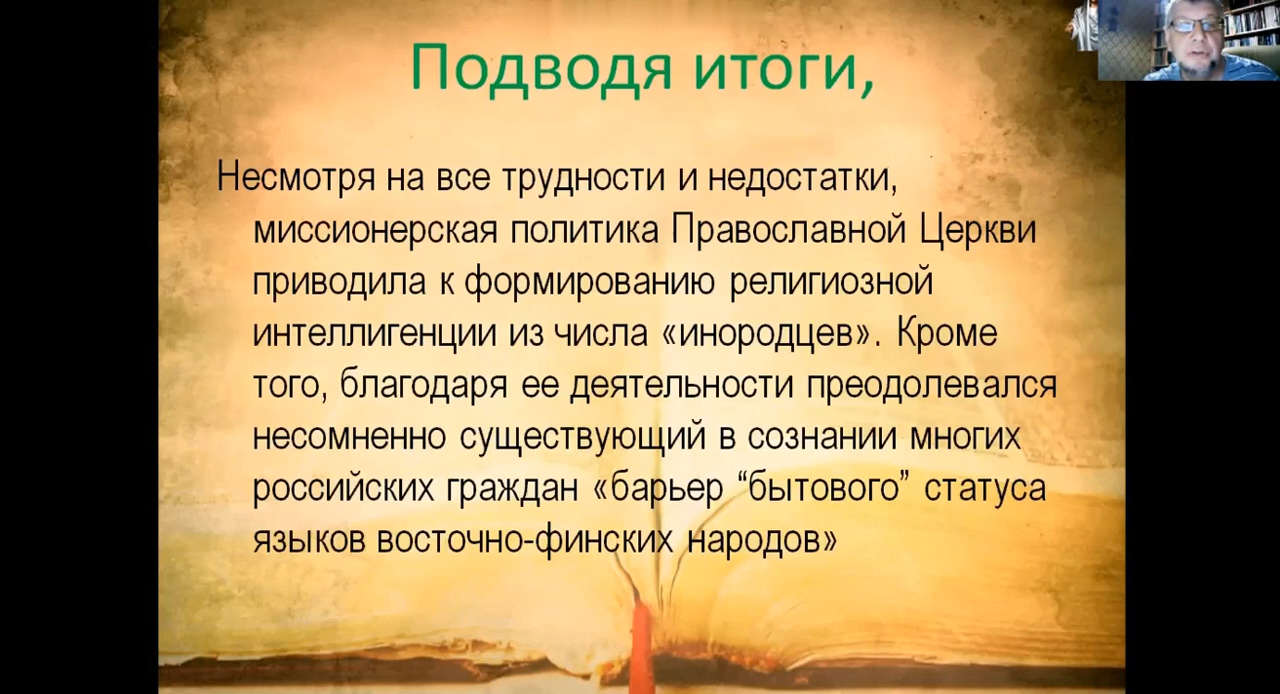 Подводя итоги,
Несмотря на все трудности и недостатки,
миссионерская политика Православной Церкви
приводила к формированию религиозной
интеллигенции из числа «инородцев». Кроме
того, благодаря ее деятельности преодолевался
несомненно существующий в сознании многих
российских граждан «барьер “бытового” статуса
языков восточно-финских народов»